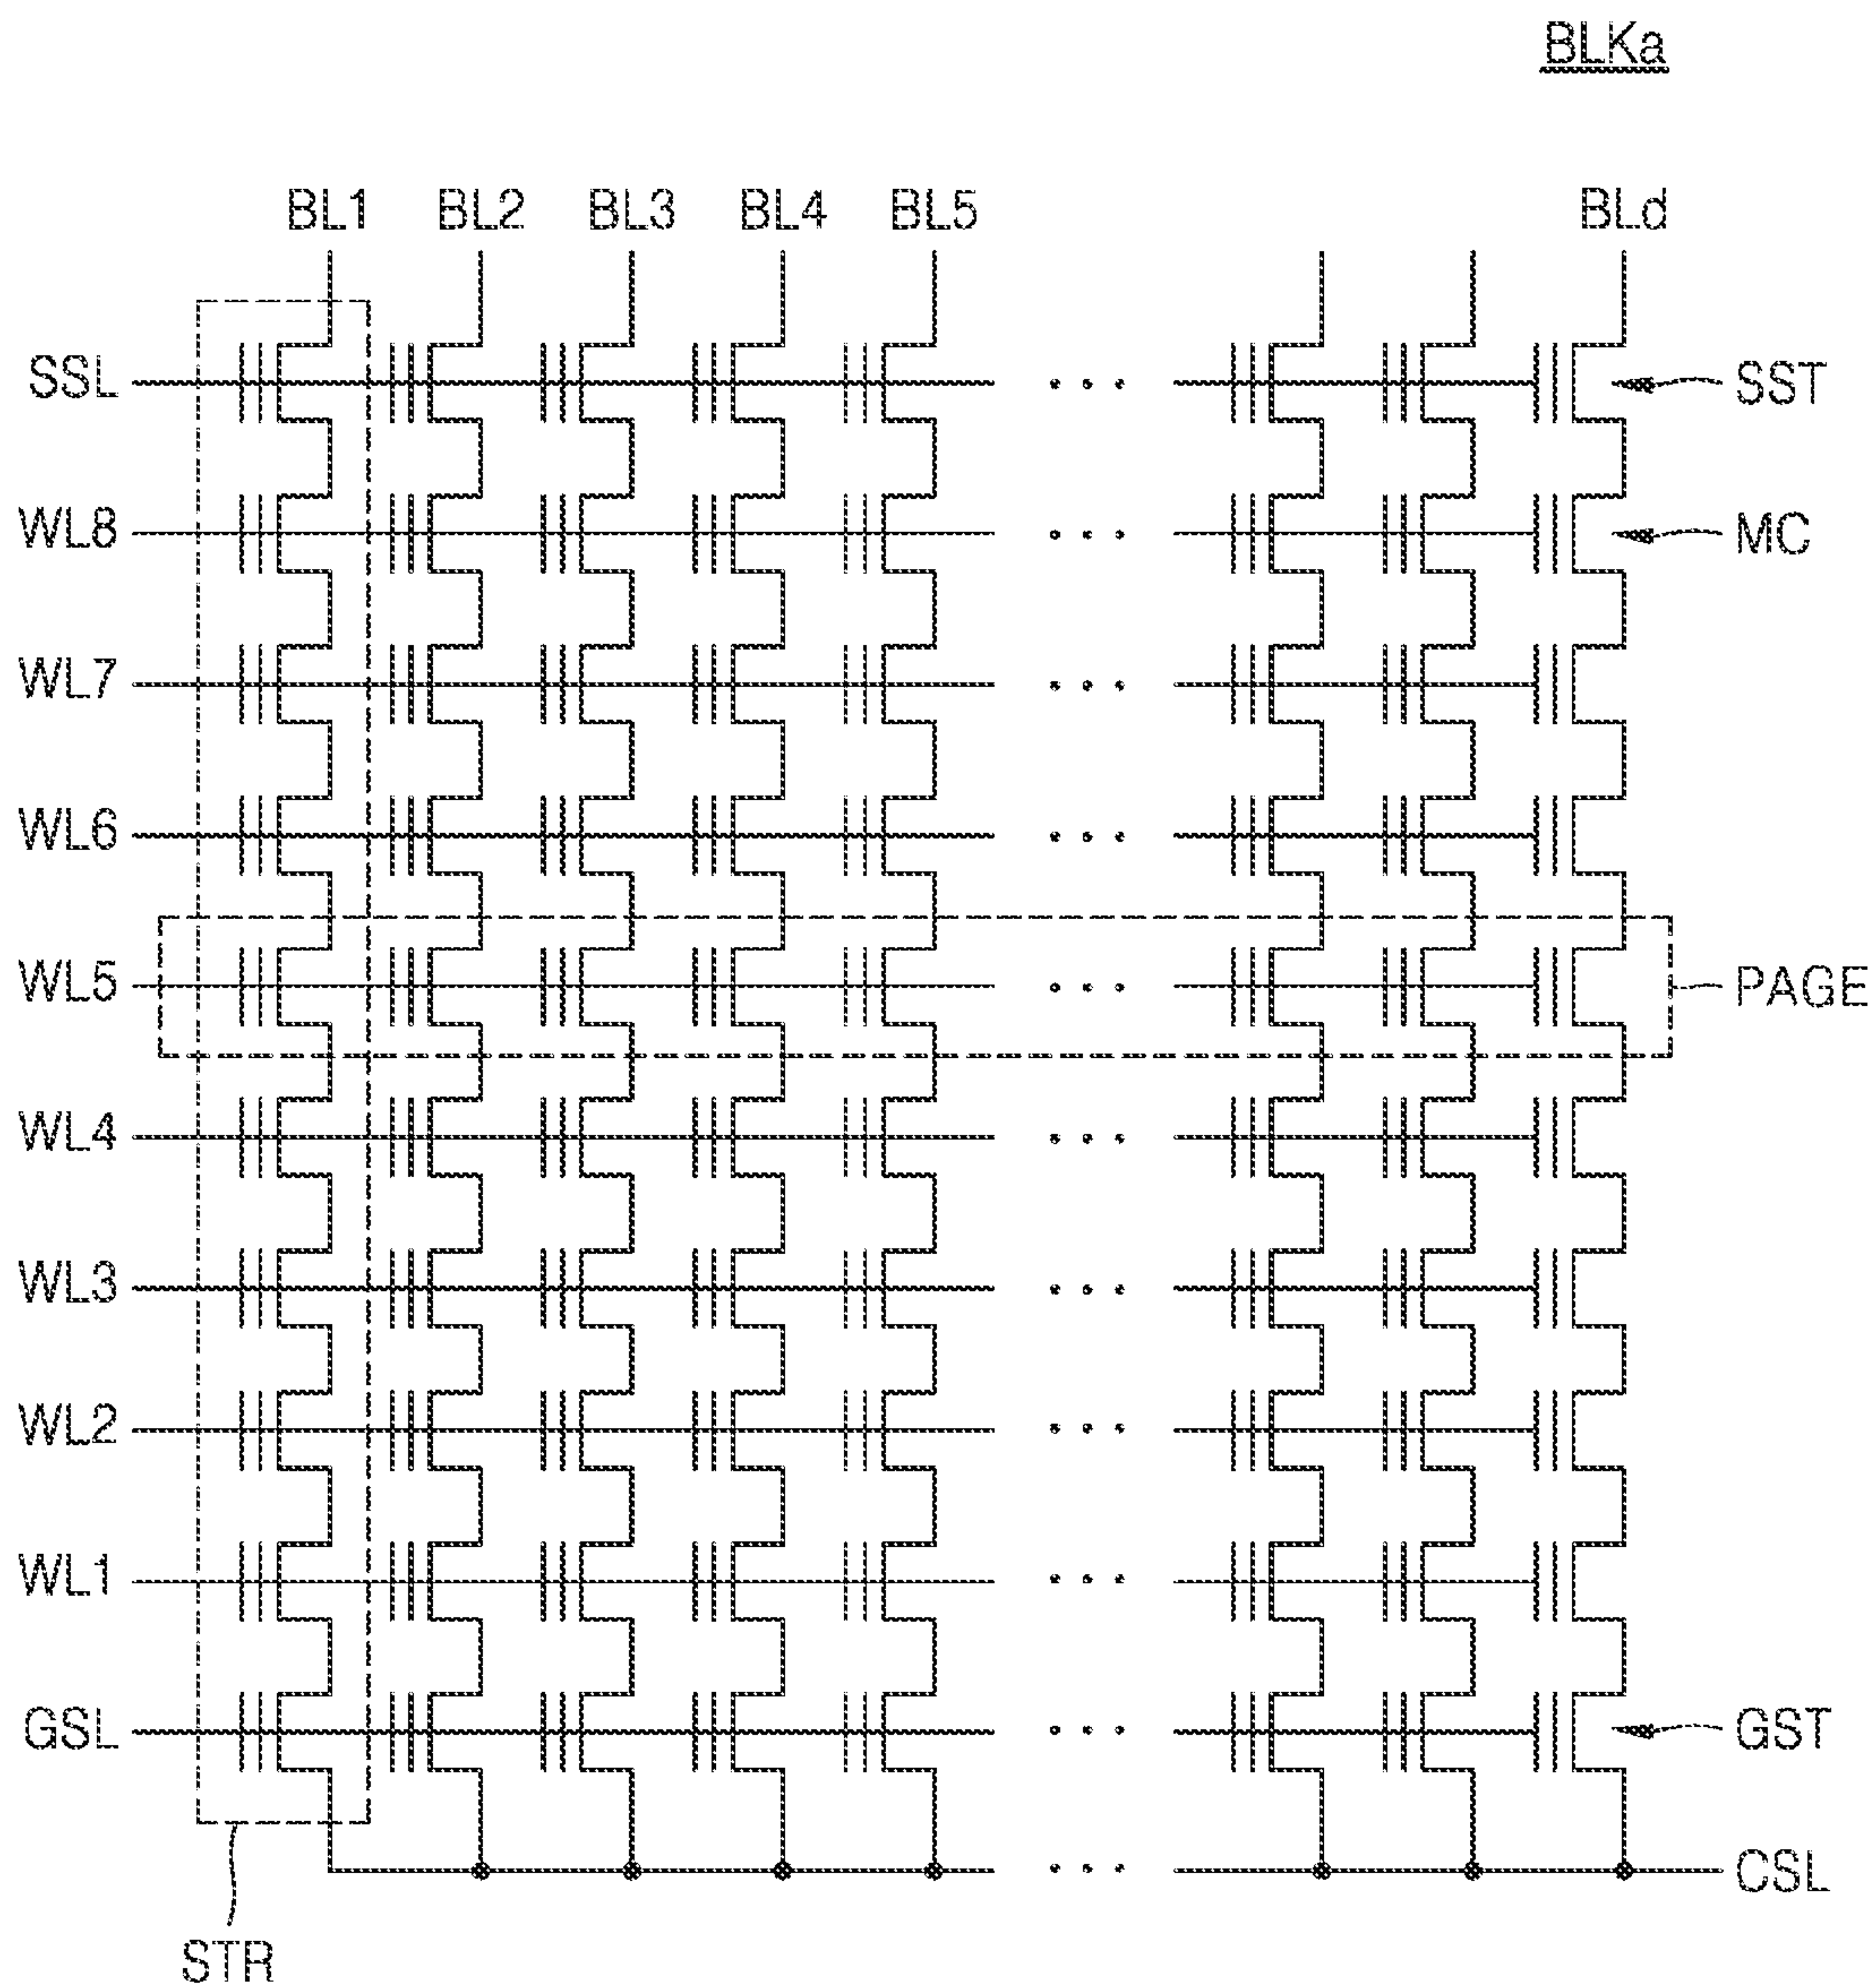 BLKa
BL1 BL2 BL3 BL4 BL5 BLd
SSL SST
WL8 MC
WL7
WL6
WL5 PAGE
WL4
WL3
WL2
WL1
GSL GST
CSL
STR